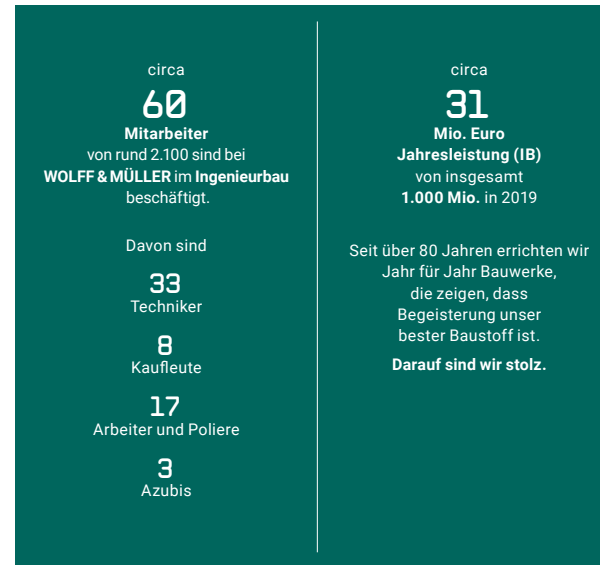 circa
60
Mitarbeiter
von rund 2.100 sind bei
WOLFF & MÜLLER im Ingenieurbau
beschäftigt.
Davon sind
33
Techniker
8
Kaufleute
17
Arbeiter und Poliere
3
Azubis
circa
31
Mio. Euro
Jahresleistung (IB)
von insgesamt
1.000 Mio. in 2019
Seit über 80 Jahren errichten wir
Jahr für Jahr Bauwerke,
die zeigen, dass
Begeisterung unser
bester Baustoff ist.
Darauf sind wir stolz.